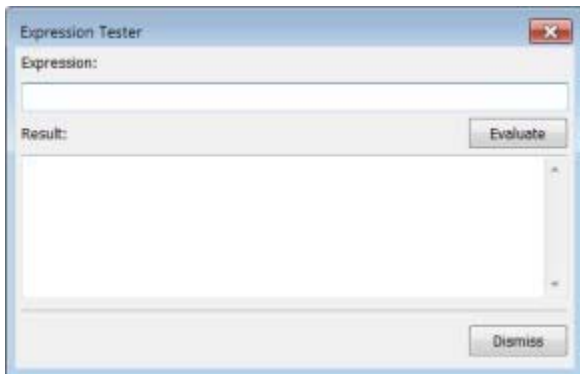 Expression Tester
Expression:
Result:
Evaluate
Dismiss